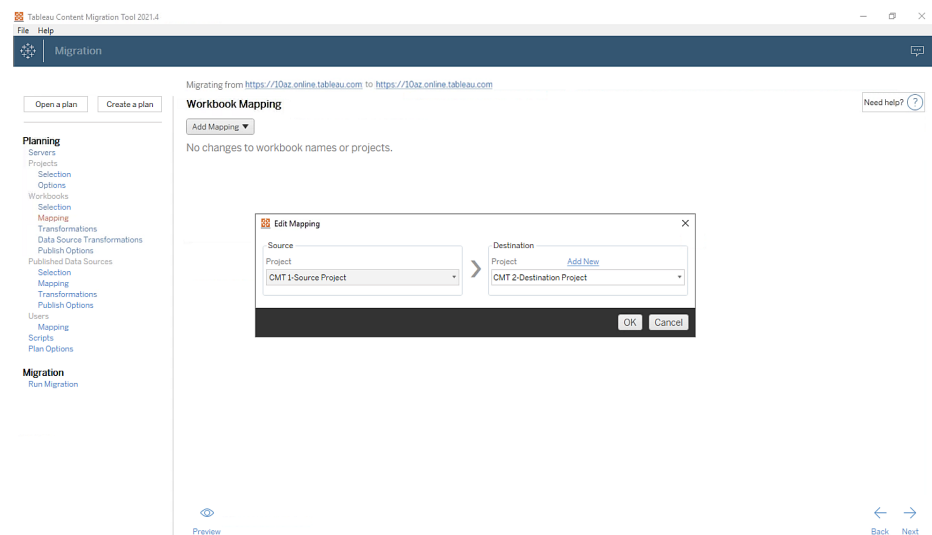 Tableau Content Migration Tool 2021.4
File Help
Migration
Migrating from https://10az.online.tableau.com to https://10az.online.tableau.com
Open a plan Create a plan
Workbook Mapping
Need help? ?
Add Mapping ▼
No changes to workbook names or projects.
Planning
Servers
Projects
Selection
Options
Workbooks
Selection
Mapping
Transformations
Data Source Transformations
Publish Options
Published Data Sources
Selection
Mapping
Transformations
Publish Options
Users
Mapping
Scripts
Plan Options
Migration
Run Migration
Edit Mapping
Source
Project
CMT 1-Source Project
Destination
Project Add New
CMT 2-Destination Project
OK Cancel
Preview
Back Next